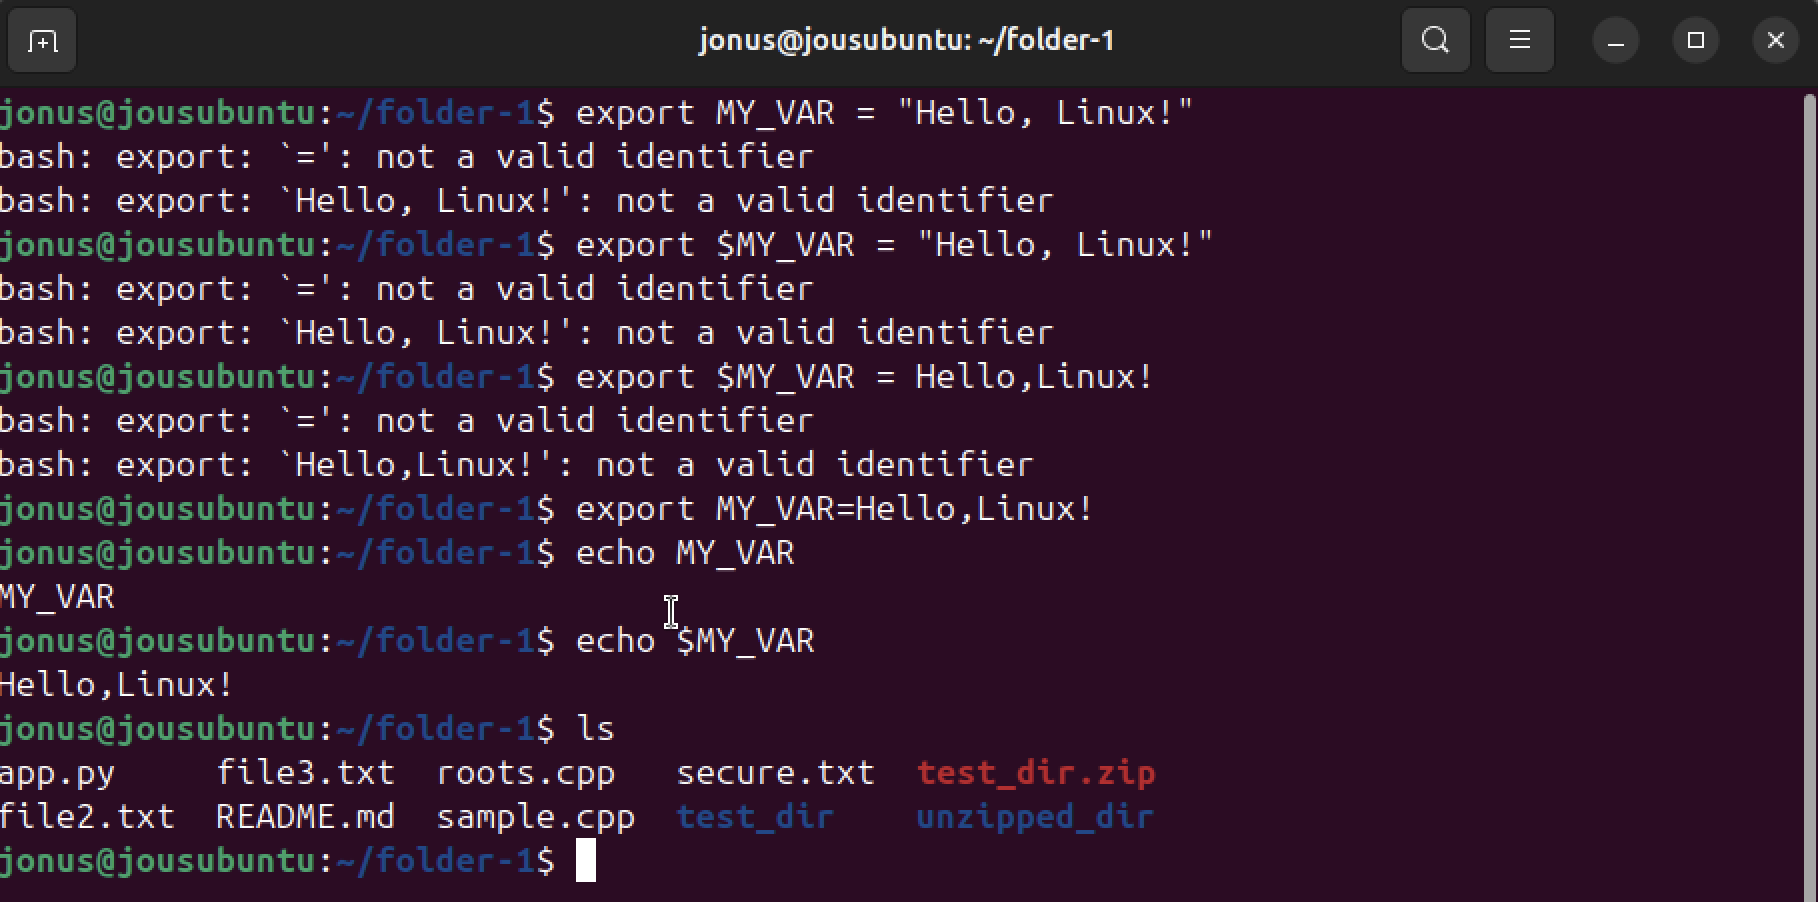 jonus@jousubuntu: ~/folder-1
jonus@jousubuntu:~/folder-1$ export MY_VAR = "Hello, Linux!"
bash: export: `=': not a valid identifier
bash: export: `Hello, Linux!': not a valid identifier
jonus@jousubuntu:~/folder-1$ export $MY_VAR = "Hello, Linux!"
bash: export: `=': not a valid identifier
bash: export: `Hello, Linux!': not a valid identifier
jonus@jousubuntu:~/folder-1$ export $MY_VAR = Hello,Linux!
bash: export: `=': not a valid identifier
bash: export: `Hello,Linux!': not a valid identifier
jonus@jousubuntu:~/folder-1$ export MY_VAR=Hello,Linux!
jonus@jousubuntu:~/folder-1$ echo MY_VAR
MY_VAR
jonus@jousubuntu:~/folder-1$ echo $MY_VAR
Hello,Linux!
jonus@jousubuntu:~/folder-1$ ls
app.py     file3.txt  roots.cpp   secure.txt  test_dir.zip
file2.txt  README.md  sample.cpp  test_dir    unzipped_dir
jonus@jousubuntu:~/folder-1$